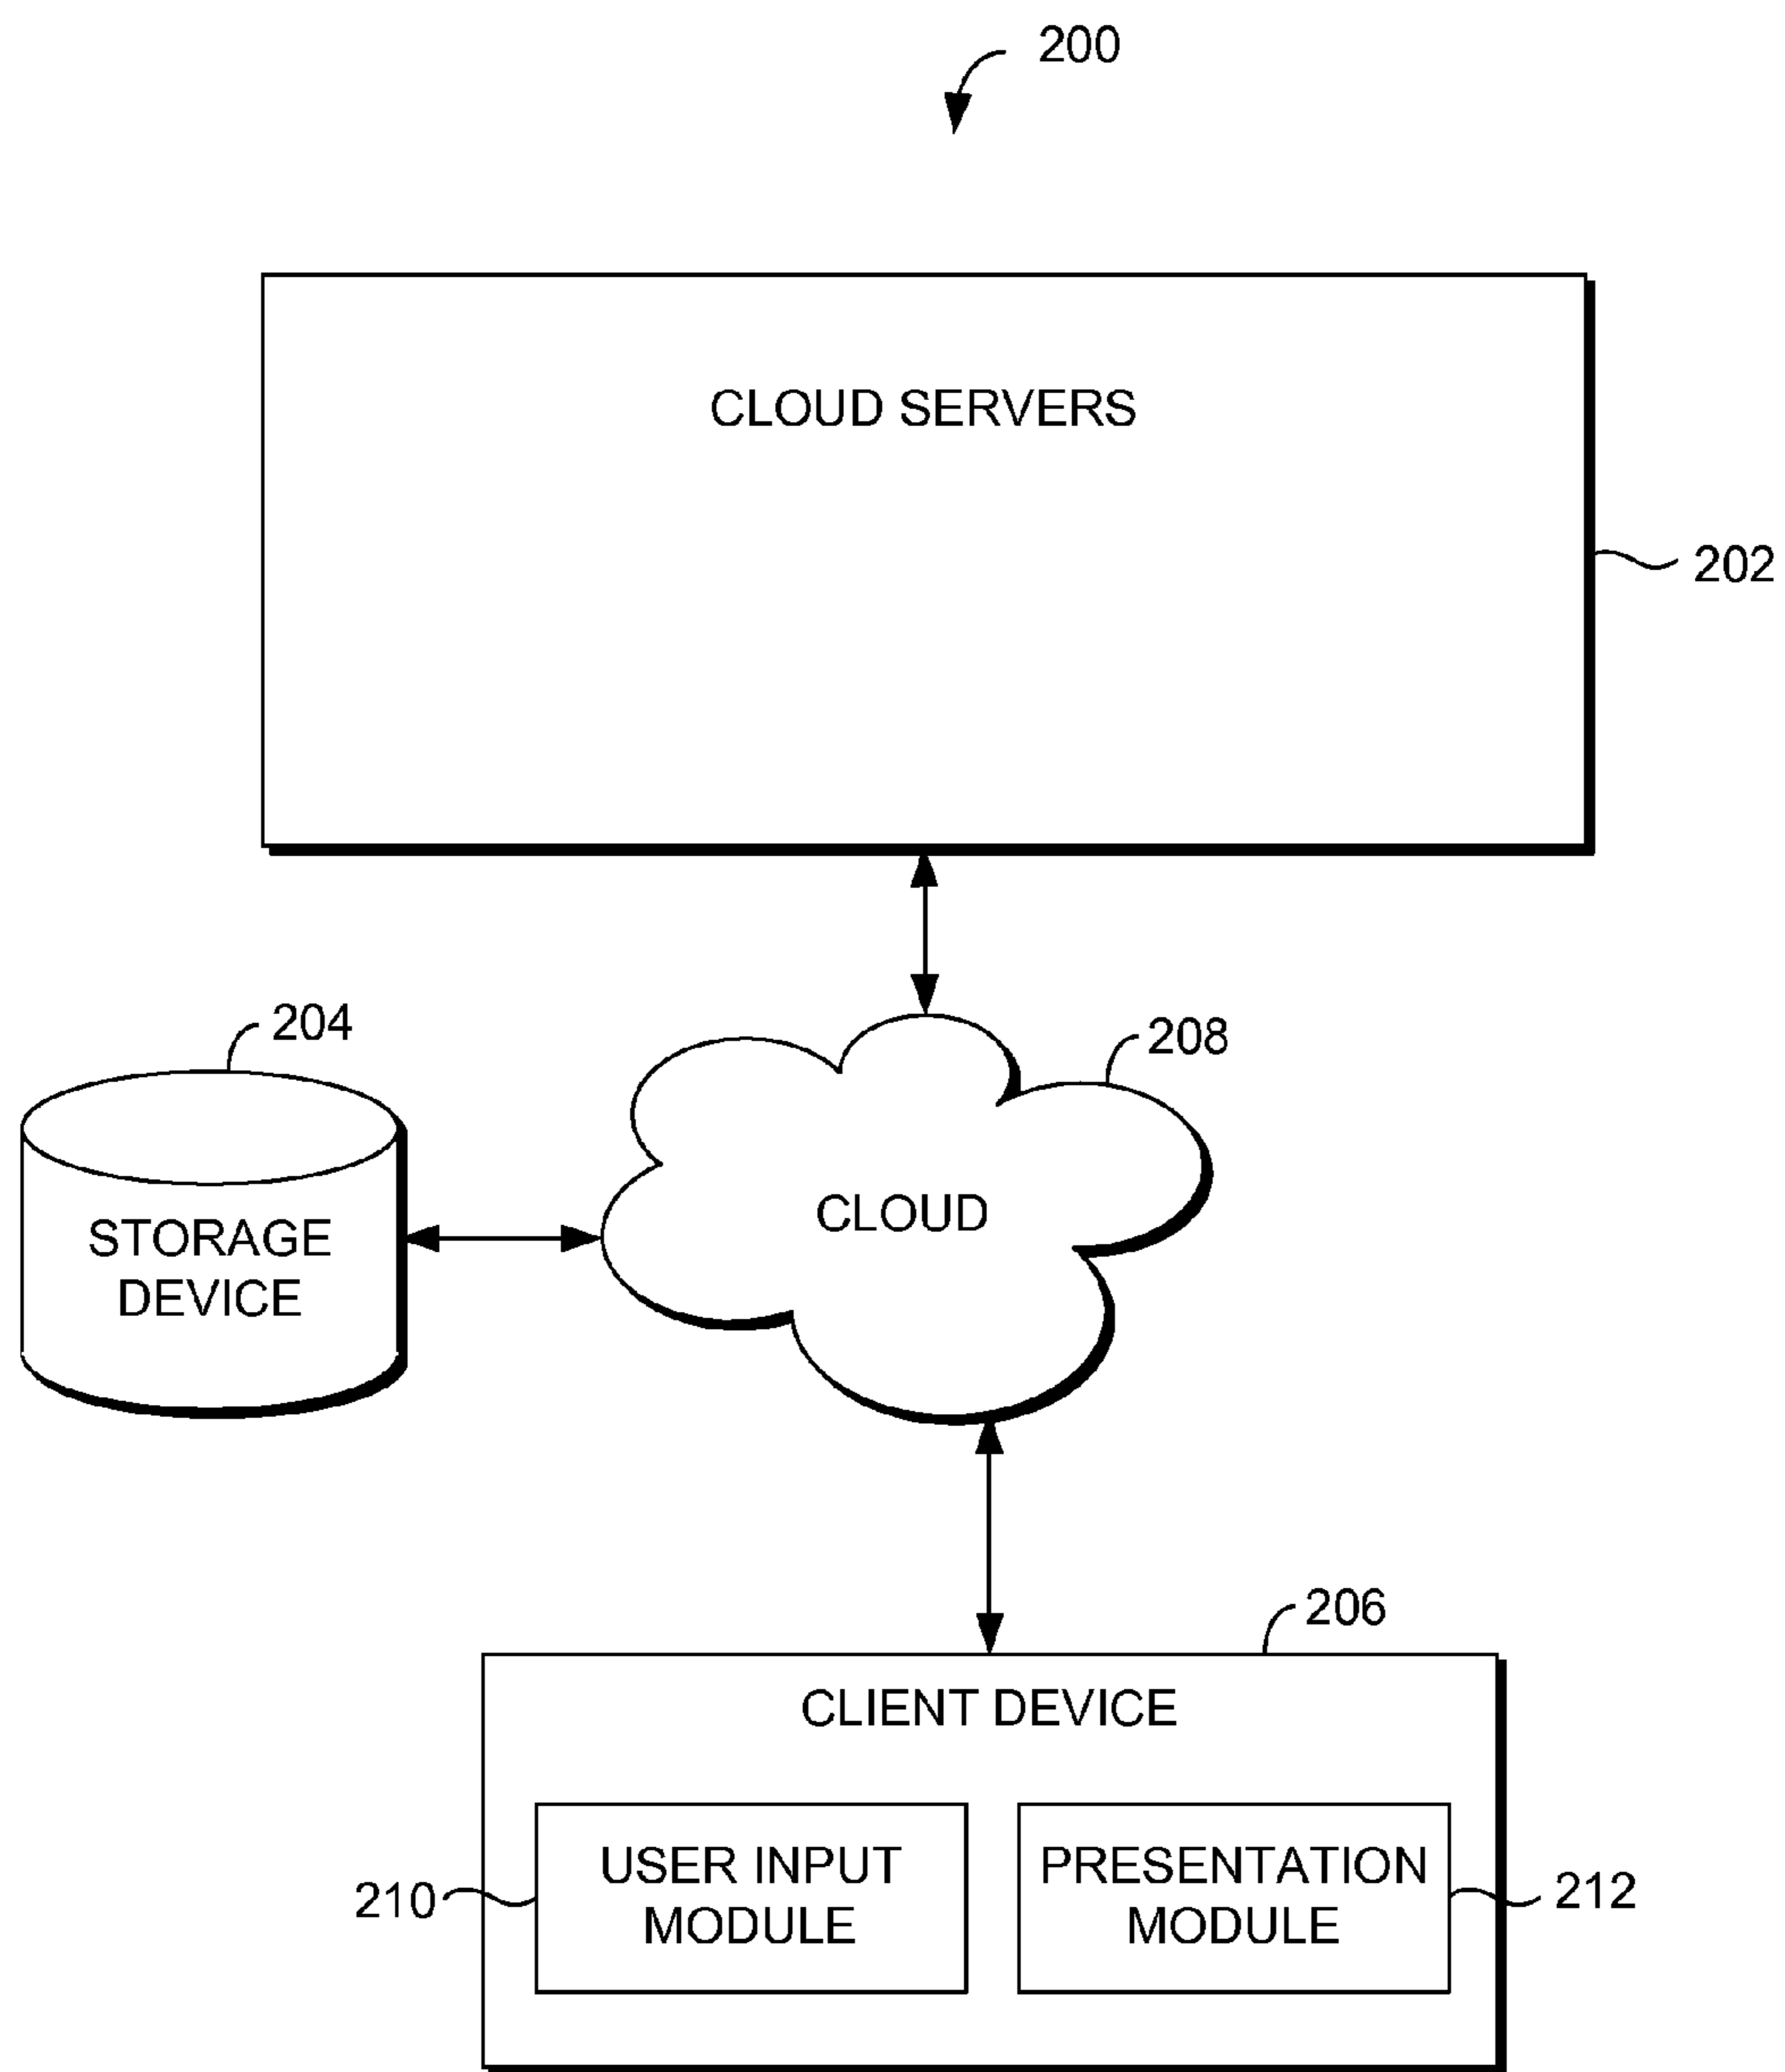 200
CLOUD SERVERS
202
204
208
STORAGE
DEVICE
CLOUD
206
CLIENT DEVICE
USER INPUT
MODULE
PRESENTATION
MODULE
210
212